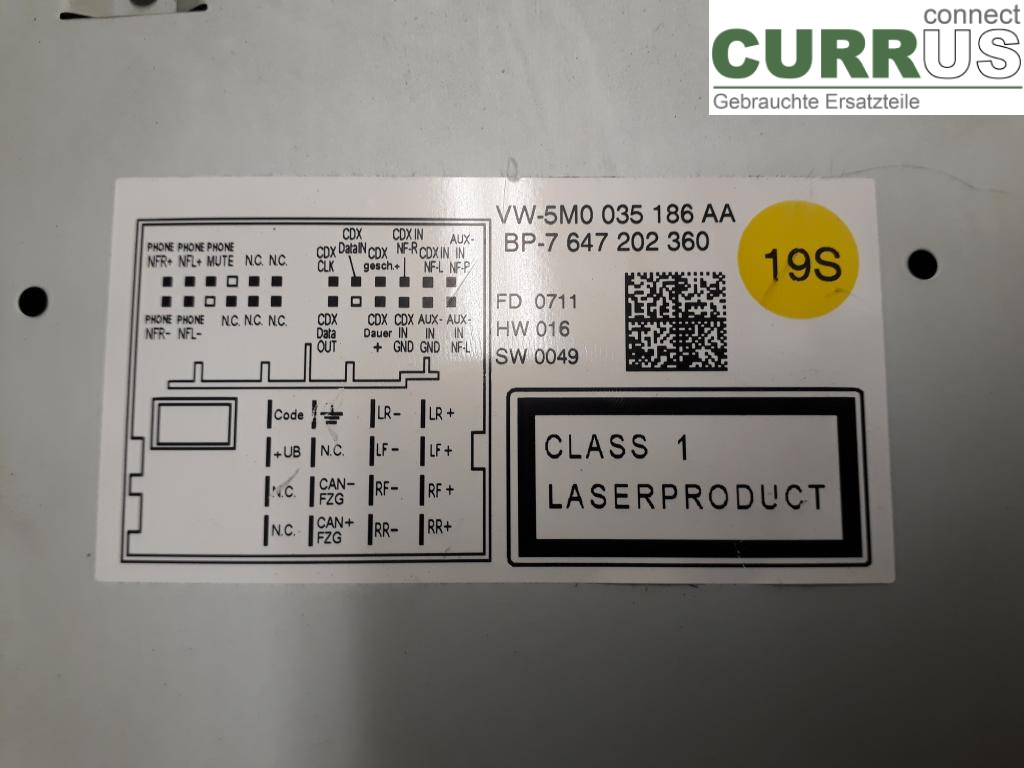 connect
CURRUS
Gebrauchte Ersatzteile
VW-5M0 035 186 AA
BP-7 647 202 360
19S
FD 0711
HW 016
SW 0049
CLASS 1
LASERPRODUCT
PHONE PHONE PHONE
NFR+ NFL+ MUTE N.C. N.C.
PHONE PHONE
NFR- NFL-
N.C. N.C. N.C.
CDX
CLK
CDX
DataIN
CDX
gesch.+
CDX IN
NF-R
CDX IN
NF-L
AUX-
IN
NF-R
CDX
Data
OUT
CDX
Dauer
+
CDX
IN
GND
AUX-
IN
GND
AUX-
IN
NF-L
Code LR- LR+
+UB N.C. LF- LF+
N.C. CAN-
FZG RF- RF+
N.C. CAN+
FZG RR- RR+